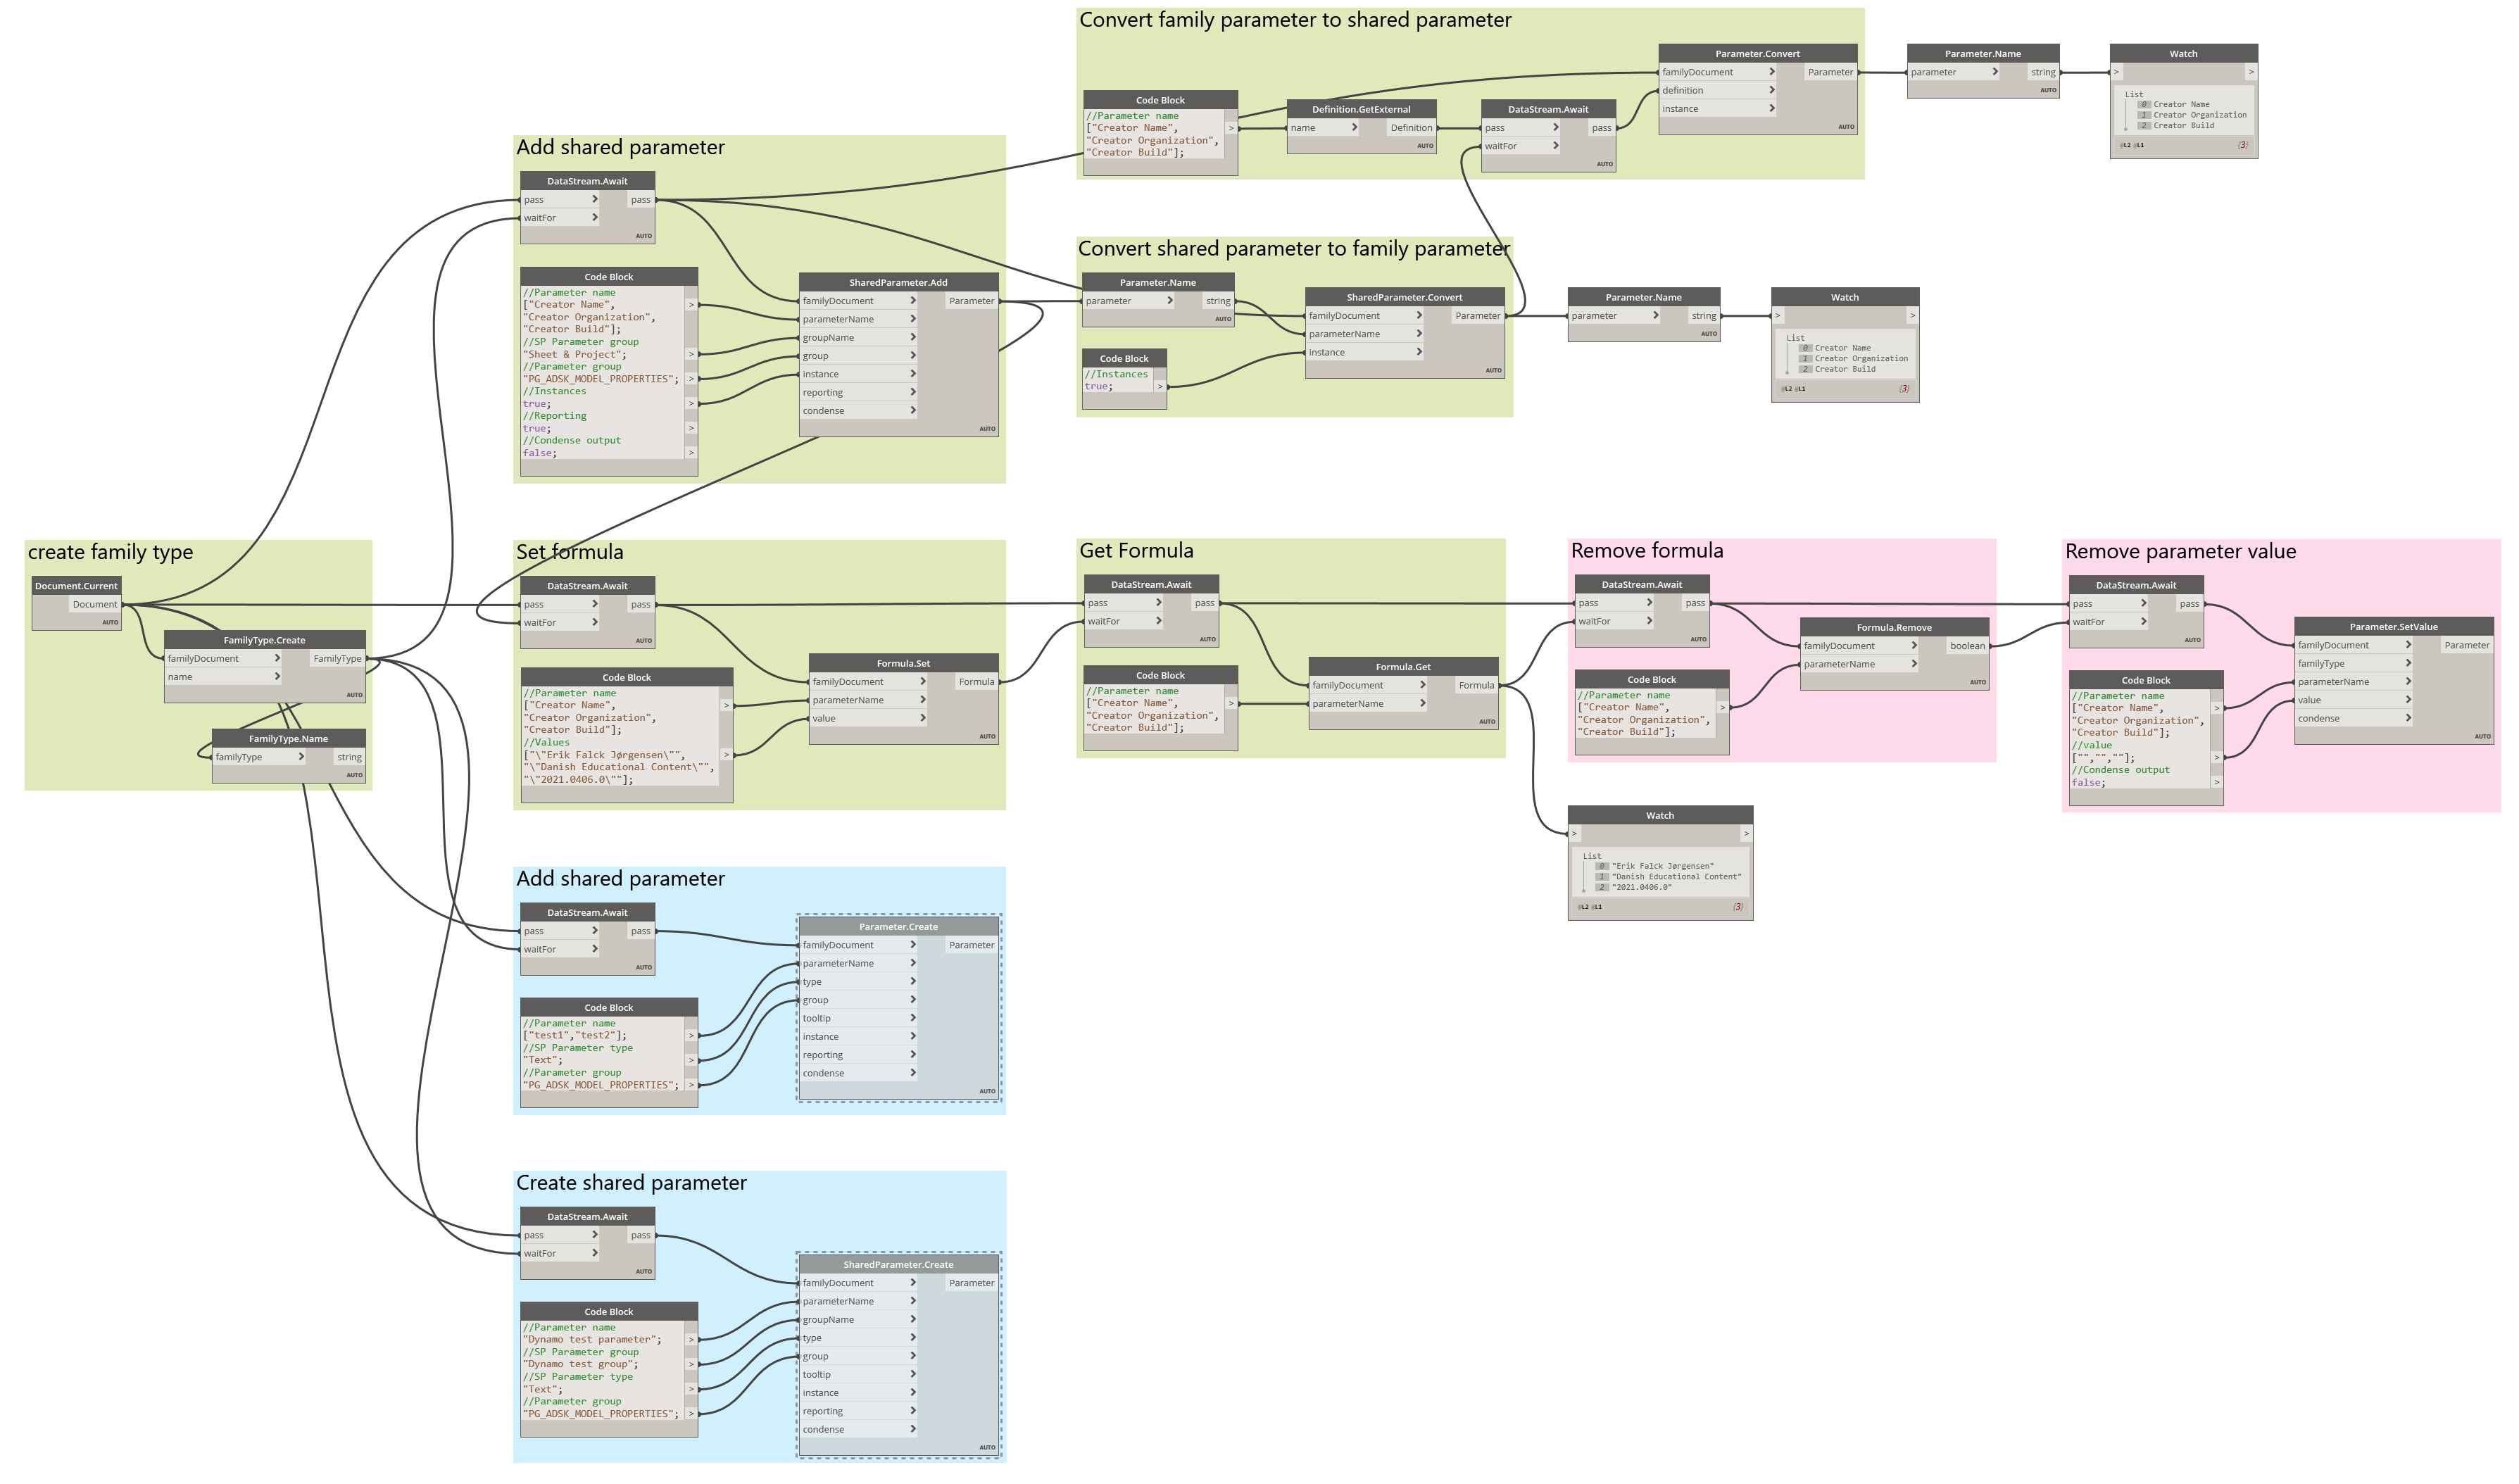 Convert family parameter to shared parameter
Code Block
//Parameter name
["Creator Name",
"Creator Organization",
"Creator Build"];
>
Definition.GetExternal
name > Definition
AUTO
DataStream.Await
pass > pass
waitFor >
AUTO
Parameter.Convert
familyDocument > Parameter
definition >
instance >
AUTO
Parameter.Name
parameter > string
AUTO
Watch
> >
List
0 Creator Name
1 Creator Organization
2 Creator Build
@L2 @L1 {3}
Add shared parameter
DataStream.Await
pass > pass
waitFor >
AUTO
Code Block
//Parameter name
["Creator Name",
"Creator Organization",
"Creator Build"];
//SP Parameter group
"Sheet & Project";
//Parameter group
"PG_ADSK_MODEL_PROPERTIES";
//Instances
true;
//Reporting
true;
//Condense output
false;
>
>
>
>
>
>
SharedParameter.Add
familyDocument > Parameter
parameterName >
groupName >
group >
instance >
reporting >
condense >
AUTO
Convert shared parameter to family parameter
Parameter.Name
parameter > string
AUTO
Code Block
//Instances
true;
>
SharedParameter.Convert
familyDocument > Parameter
parameterName >
instance >
AUTO
Parameter.Name
parameter > string
AUTO
Watch
> >
List
0 Creator Name
1 Creator Organization
2 Creator Build
@L2 @L1 {3}
create family type
Document.Current
Document
AUTO
FamilyType.Create
familyDocument > FamilyType
name >
AUTO
FamilyType.Name
familyType > string
AUTO
Set formula
DataStream.Await
pass > pass
waitFor >
AUTO
Code Block
//Parameter name
["Creator Name",
"Creator Organization",
"Creator Build"];
//Values
["\"Erik Falck Jørgensen\"",
"\"Danish Educational Content\"",
"\"2021.0406.0\""];
>
>
Formula.Set
familyDocument > Formula
parameterName >
value >
AUTO
Get Formula
DataStream.Await
pass > pass
waitFor >
AUTO
Code Block
//Parameter name
["Creator Name",
"Creator Organization",
"Creator Build"];
>
Formula.Get
familyDocument > Formula
parameterName >
AUTO
Remove formula
DataStream.Await
pass > pass
waitFor >
AUTO
Code Block
//Parameter name
["Creator Name",
"Creator Organization",
"Creator Build"];
>
Formula.Remove
familyDocument > boolean
parameterName >
AUTO
Remove parameter value
DataStream.Await
pass > pass
waitFor >
AUTO
Code Block
//Parameter name
["Creator Name",
"Creator Organization",
"Creator Build"];
//value
["","",""];
//Condense output
false;
>
>
>
Parameter.SetValue
familyDocument > Parameter
familyType >
parameterName >
value >
condense >
AUTO
Watch
> >
List
0 "Erik Falck Jørgensen"
1 "Danish Educational Content"
2 "2021.0406.0"
@L2 @L1 {3}
Add shared parameter
DataStream.Await
pass > pass
waitFor >
AUTO
Code Block
//Parameter name
["test1","test2"];
//SP Parameter type
"Text";
//Parameter group
"PG_ADSK_MODEL_PROPERTIES";
>
>
>
Parameter.Create
familyDocument > Parameter
parameterName >
type >
group >
tooltip >
instance >
reporting >
condense >
AUTO
Create shared parameter
DataStream.Await
pass > pass
waitFor >
AUTO
Code Block
//Parameter name
"Dynamo test parameter";
//SP Parameter group
"Dynamo test group";
//SP Parameter type
"Text";
//Parameter group
"PG_ADSK_MODEL_PROPERTIES";
>
>
>
>
SharedParameter.Create
familyDocument > Parameter
parameterName >
groupName >
type >
group >
tooltip >
instance >
reporting >
condense >
AUTO